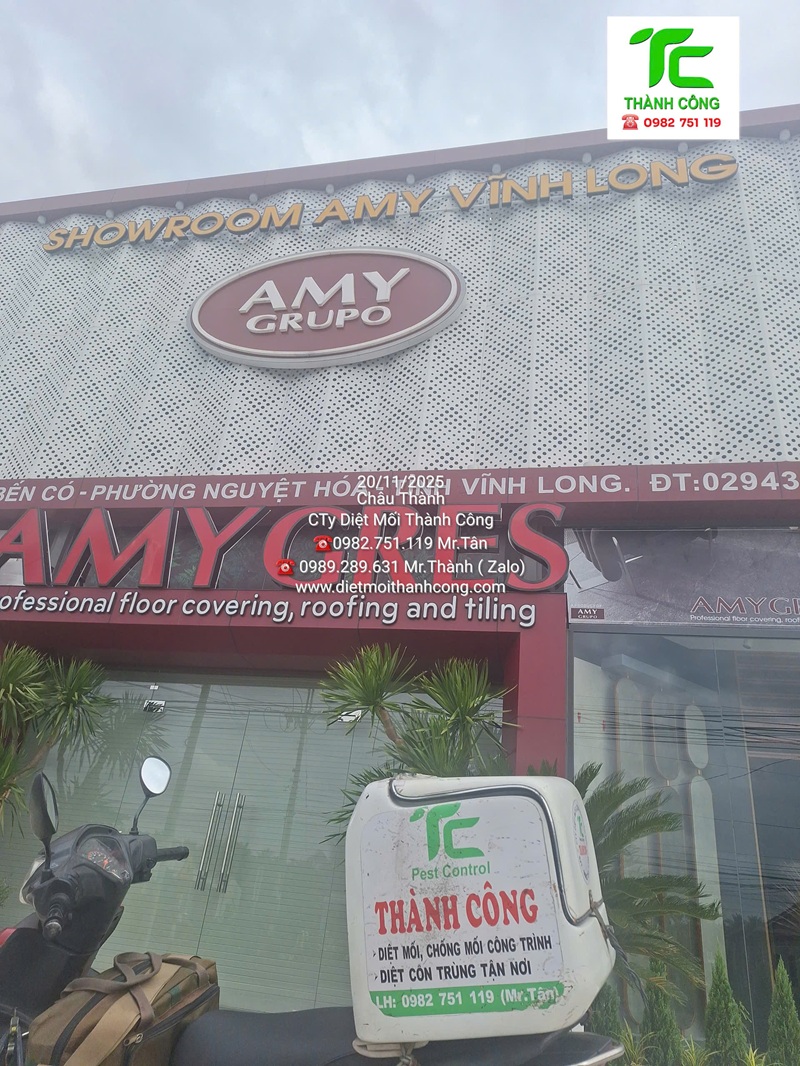 TC
THÀNH CÔNG
☎ 0982 751 119
SHOWROOM AMY VĨNH LONG
AMY
GRUPO
BẾN CÓ - PHƯỜNG NGUYỆT HÓA VĨNH LONG. ĐT:02943
20/11/2025
Châu Thành
CTy Diệt Mối Thành Công
☎0982.751.119 Mr.Tân
☎ 0989.289.631 Mr.Thành ( Zalo)
www.dietmoithanhcong.com
AMY GRES
ofessional floor covering, roofing and tiling
AMY
GRUPO
AMYGR
Professional floor covering, roof
TC
Pest Control
THÀNH CÔNG
DIỆT MỐI, CHỐNG MỐI CÔNG TRÌNH
DIỆT CÔN TRÙNG TẬN NƠI
LH: 0982 751 119 (Mr.Tân)